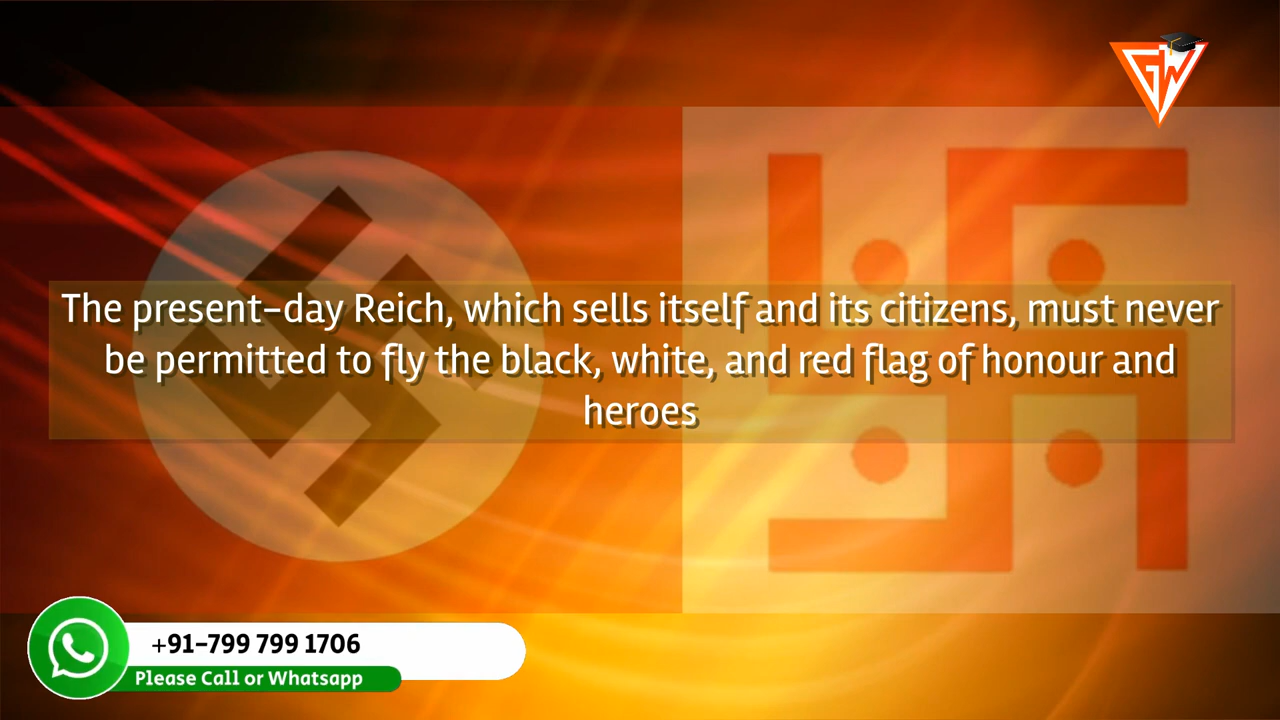 GW
The present-day Reich, which sells itself and its citizens, must never
be permitted to fly the black, white, and red flag of honour and
heroes
+91-799 799 1706
Please Call or Whatsapp